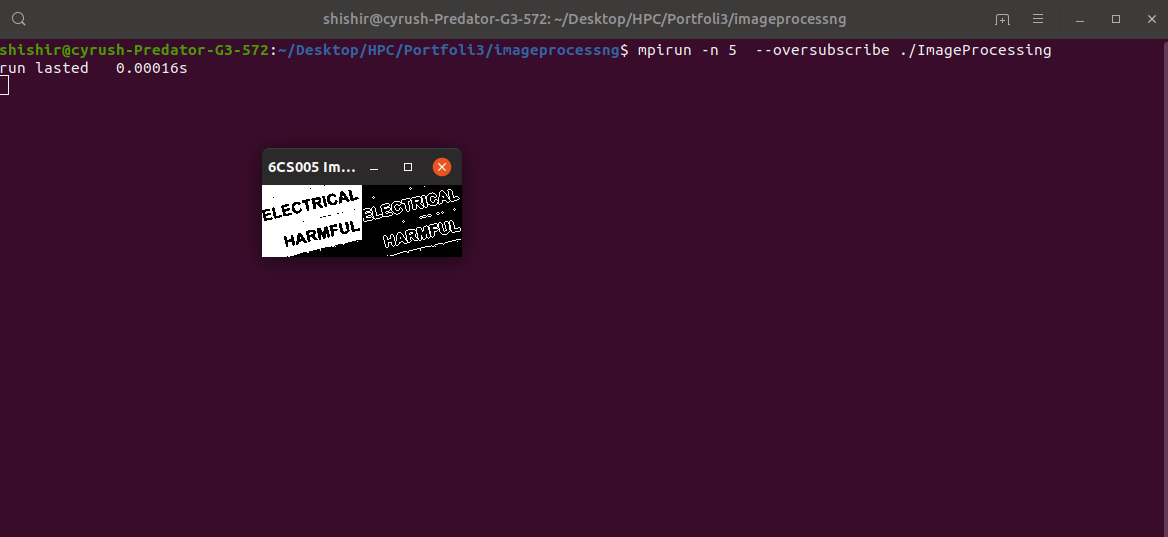 shishir@cyrush-Predator-G3-572: ~/Desktop/HPC/Portfoli3/imageprocessng
shishir@cyrush-Predator-G3-572:~/Desktop/HPC/Portfoli3/imageprocessng$ mpirun -n 5  --oversubscribe ./ImageProcessing
run lasted   0.00016s
6CS005 Im...
ELECTRICAL ELECTRICAL
HARMFUL HARMFUL